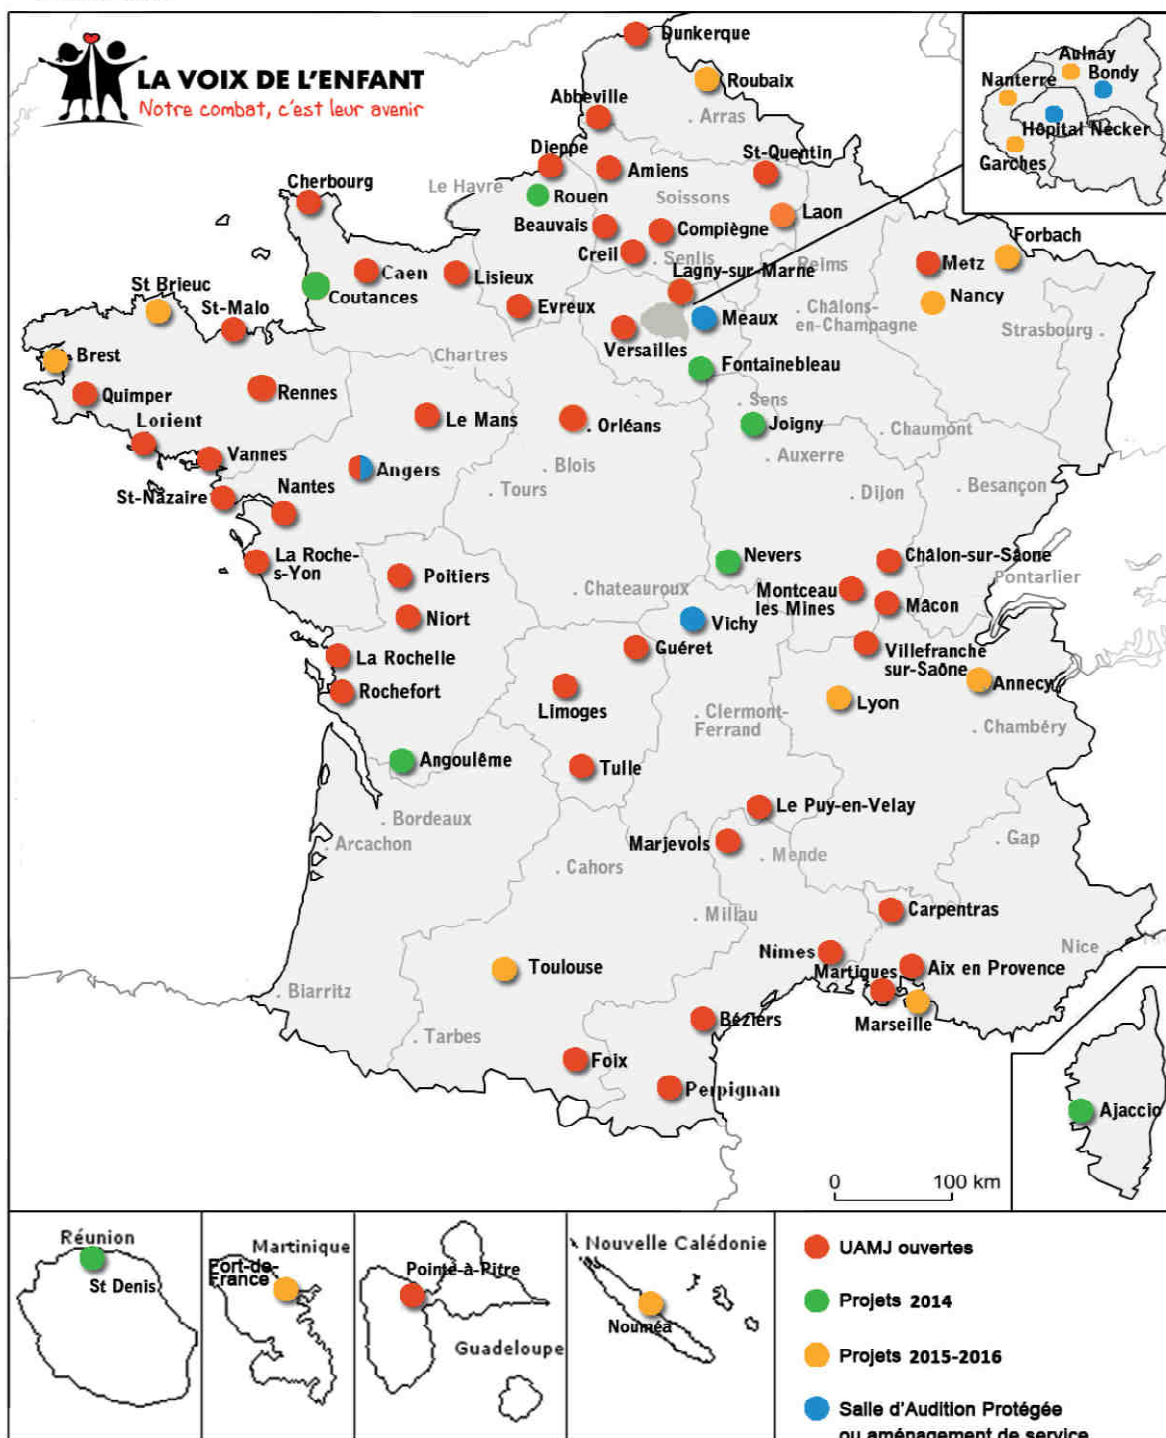 LA VOIX DE L'ENFANT
Notre combat, c'est leur avenir
Dunkerque
Roubaix
Abbeville
. Arras
Dieppe
Amiens
St-Quentin
Cherbourg
Le Havre
Rouen
Soissons
Laon
Beauvais
Compiègne
Creil
. Senlis
Lagny-sur-Marne
Reims
Aulnay
Nanterre
Bondy
Hôpital Necker
Garches
Forbach
Metz
Nancy
Strasbourg .
. Châlons-
en-Champagne
Caen
Lisieux
Coutances
Evreux
St Brieuc
St-Malo
Meaux
Versailles
Chartres
Fontainebleau
Brest
Quimper
Rennes
. Sens
Joigny
. Chaumont
Lorient
Le Mans
. Orléans
. Auxerre
Vannes
Angers
. Blois
St-Nazaire
Nantes
. Tours
. Dijon
. Besançon
La Roche-
s-Yon
Poitiers
Nevers
Châlon-sur-Sâone
Pontarlier
. Chateauroux
Montceau
les Mines
Mâcon
Niort
Vichy
Guéret
Villefranche
sur-Saône
La Rochelle
Rochefort
Limoges
Annecy
Lyon
. Clermont-
Ferrand
. Chambéry
Angoulême
Tulle
Le Puy-en-Velay
. Bordeaux
. Arcachon
Marjevols
. Mende
. Gap
. Cahors
Carpentras
. Millau
Nîmes
Nice .
Toulouse
Martiques
Aix en Provence
. Biarritz
Marseille
Béziers
. Tarbes
Foix
Perpignan
Ajaccio
0 100 km
Réunion
St Denis
Martinique
Fort-de-
France
Pointe-à-Pitre
Guadeloupe
Nouvelle Calédonie
Nouméa
UAMJ ouvertes
Projets 2014
Projets 2015-2016
Salle d'Audition Protégée
ou aménagement de service